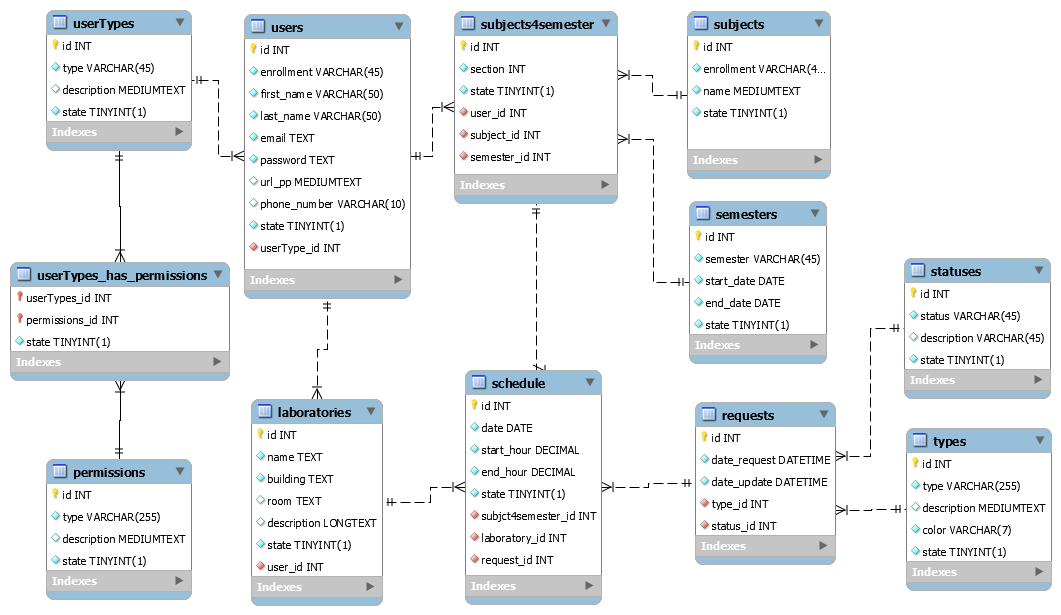 userTypes
id INT
type VARCHAR(45)
description MEDIUMTEXT
state TINYINT(1)
Indexes
users
id INT
enrollment VARCHAR(45)
first_name VARCHAR(50)
last_name VARCHAR(50)
email TEXT
password TEXT
url_pp MEDIUMTEXT
phone_number VARCHAR(10)
state TINYINT(1)
userType_id INT
Indexes
subjects4semester
id INT
section INT
state TINYINT(1)
user_id INT
subject_id INT
semester_id INT
Indexes
subjects
id INT
enrollment VARCHAR(4...
name MEDIUMTEXT
state TINYINT(1)
Indexes
semesters
id INT
semester VARCHAR(45)
start_date DATE
end_date DATE
state TINYINT(1)
Indexes
userTypes_has_permissions
userTypes_id INT
permissions_id INT
state TINYINT(1)
Indexes
statuses
id INT
status VARCHAR(45)
description VARCHAR(45)
state TINYINT(1)
Indexes
permissions
id INT
type VARCHAR(255)
description MEDIUMTEXT
state TINYINT(1)
Indexes
laboratories
id INT
name TEXT
building TEXT
room TEXT
description LONGTEXT
state TINYINT(1)
user_id INT
Indexes
schedule
id INT
date DATE
start_hour DECIMAL
end_hour DECIMAL
state TINYINT(1)
subjct4semester_id INT
laboratory_id INT
request_id INT
Indexes
requests
id INT
date_request DATETIME
date_update DATETIME
type_id INT
status_id INT
Indexes
types
id INT
type VARCHAR(255)
description MEDIUMTEXT
color VARCHAR(7)
state TINYINT(1)
Indexes